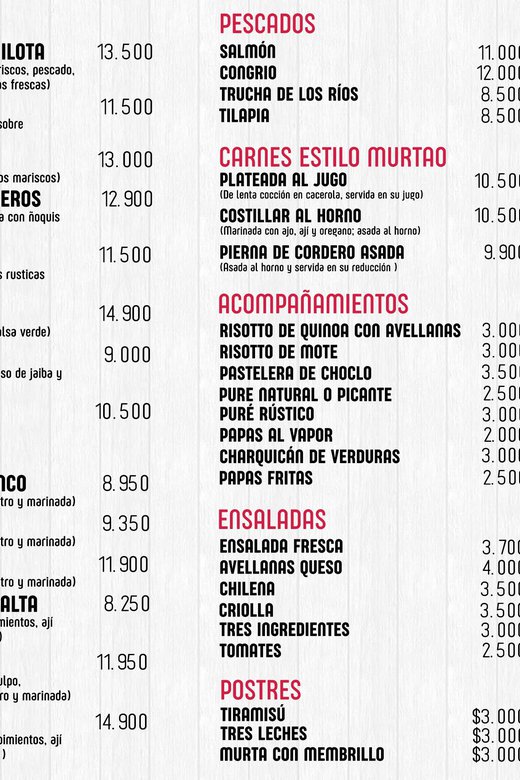 ILOTA 13.500
riscos, pescado,
as frescas)
11.500
sobre
13.000
os mariscos)
EROS 12.900
a con ñoquis
11.500
s rusticas
14.900
alsa verde)
9.000
so de jaiba y
10.500
NCO 8.950
tro y marinada)
9.350
tro y marinada)
11.900
tro y marinada)
ALTA 8.250
mientos, ají
)
11.950
ulpo,
ro y marinada)
14.900
pimientos, ají
)
PESCADOS
SALMÓN 11.000
CONGRIO 12.000
TRUCHA DE LOS RÍOS 8.500
TILAPIA 8.500
CARNES ESTILO MURTAO
PLATEADA AL JUGO 10.500
(De lenta cocción en cacerola, servida en su jugo)
COSTILLAR AL HORNO 10.500
(Marinada con ajo, ají y oregano; asada al horno)
PIERNA DE CORDERO ASADA 9.900
(Asada al horno y servida en su reducción )
ACOMPAÑAMIENTOS
RISOTTO DE QUINOA CON AVELLANAS 3.000
RISOTTO DE MOTE 3.000
PASTELERA DE CHOCLO 3.500
PURE NATURAL O PICANTE 2.500
PURÉ RÚSTICO 3.000
PAPAS AL VAPOR 2.000
CHARQUICÁN DE VERDURAS 3.000
PAPAS FRITAS 2.500
ENSALADAS
ENSALADA FRESCA 3.700
AVELLANAS QUESO 4.000
CHILENA 3.500
CRIOLLA 3.500
TRES INGREDIENTES 3.000
TOMATES 2.500
POSTRES
TIRAMISÚ $3.000
TRES LECHES $3.000
MURTA CON MEMBRILLO $3.000